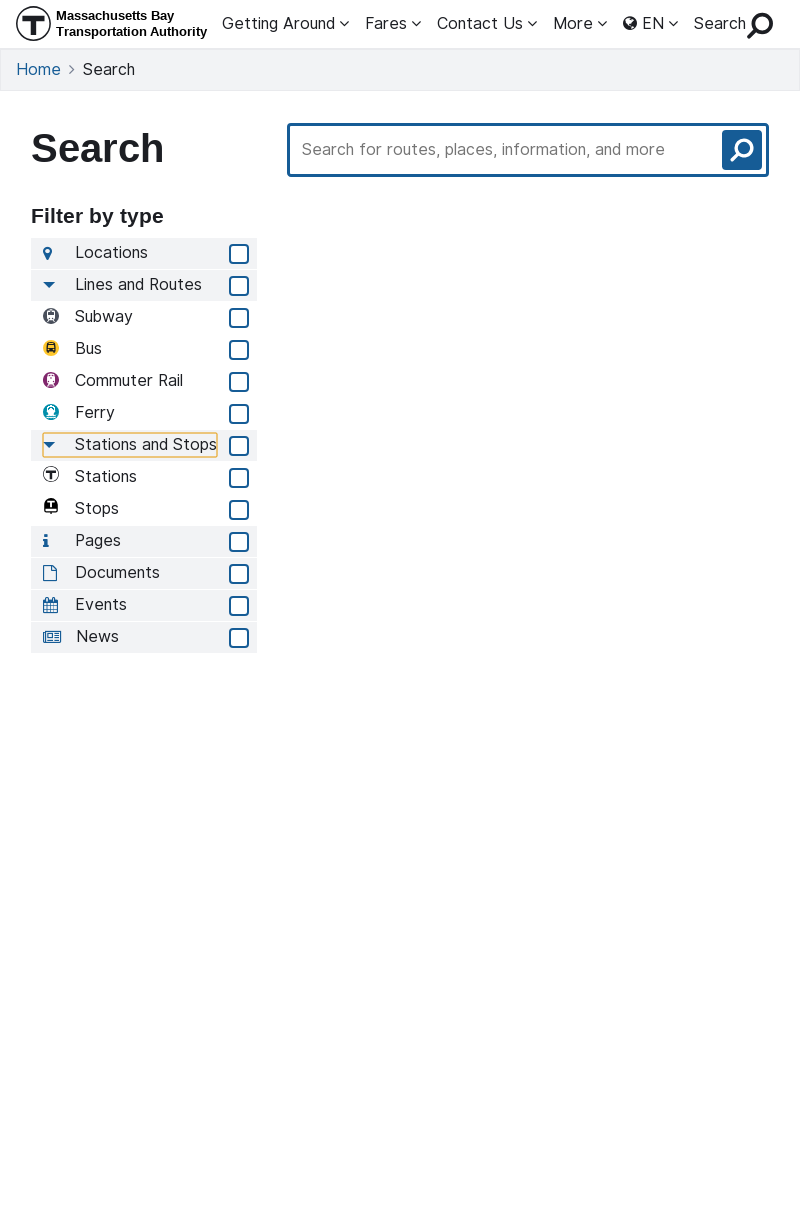 Massachusetts Bay
Transportation Authority
Getting Around Fares Contact Us More EN Search
Home Search
Search
Search for routes, places, information, and more
Filter by type
Locations
Lines and Routes
Subway
Bus
Commuter Rail
Ferry
Stations and Stops
Stations
Stops
Pages
Documents
Events
News